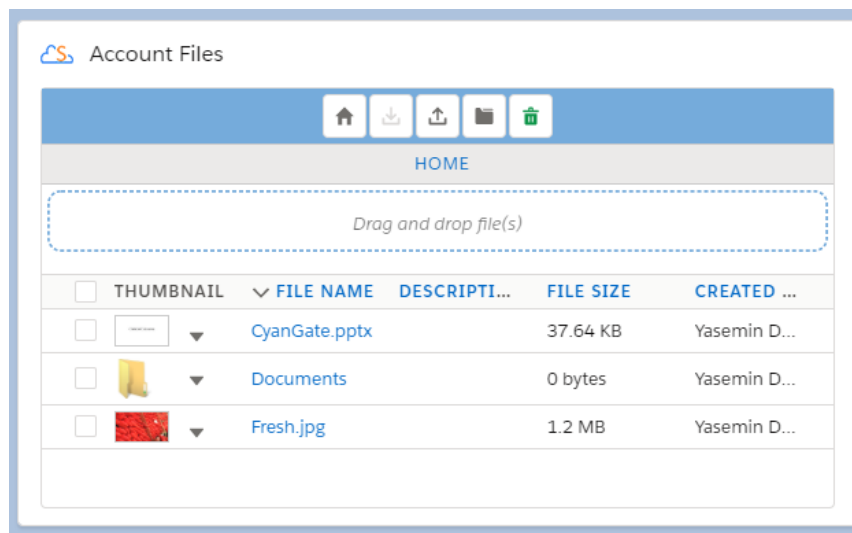 S
Account Files
HOME
Drag and drop file(s)
THUMBNAIL FILE NAME DESCRIPTI... FILE SIZE CREATED ...
CyanGate.pptx 37.64 KB Yasemin D...
Documents 0 bytes Yasemin D...
Fresh.jpg 1.2 MB Yasemin D...